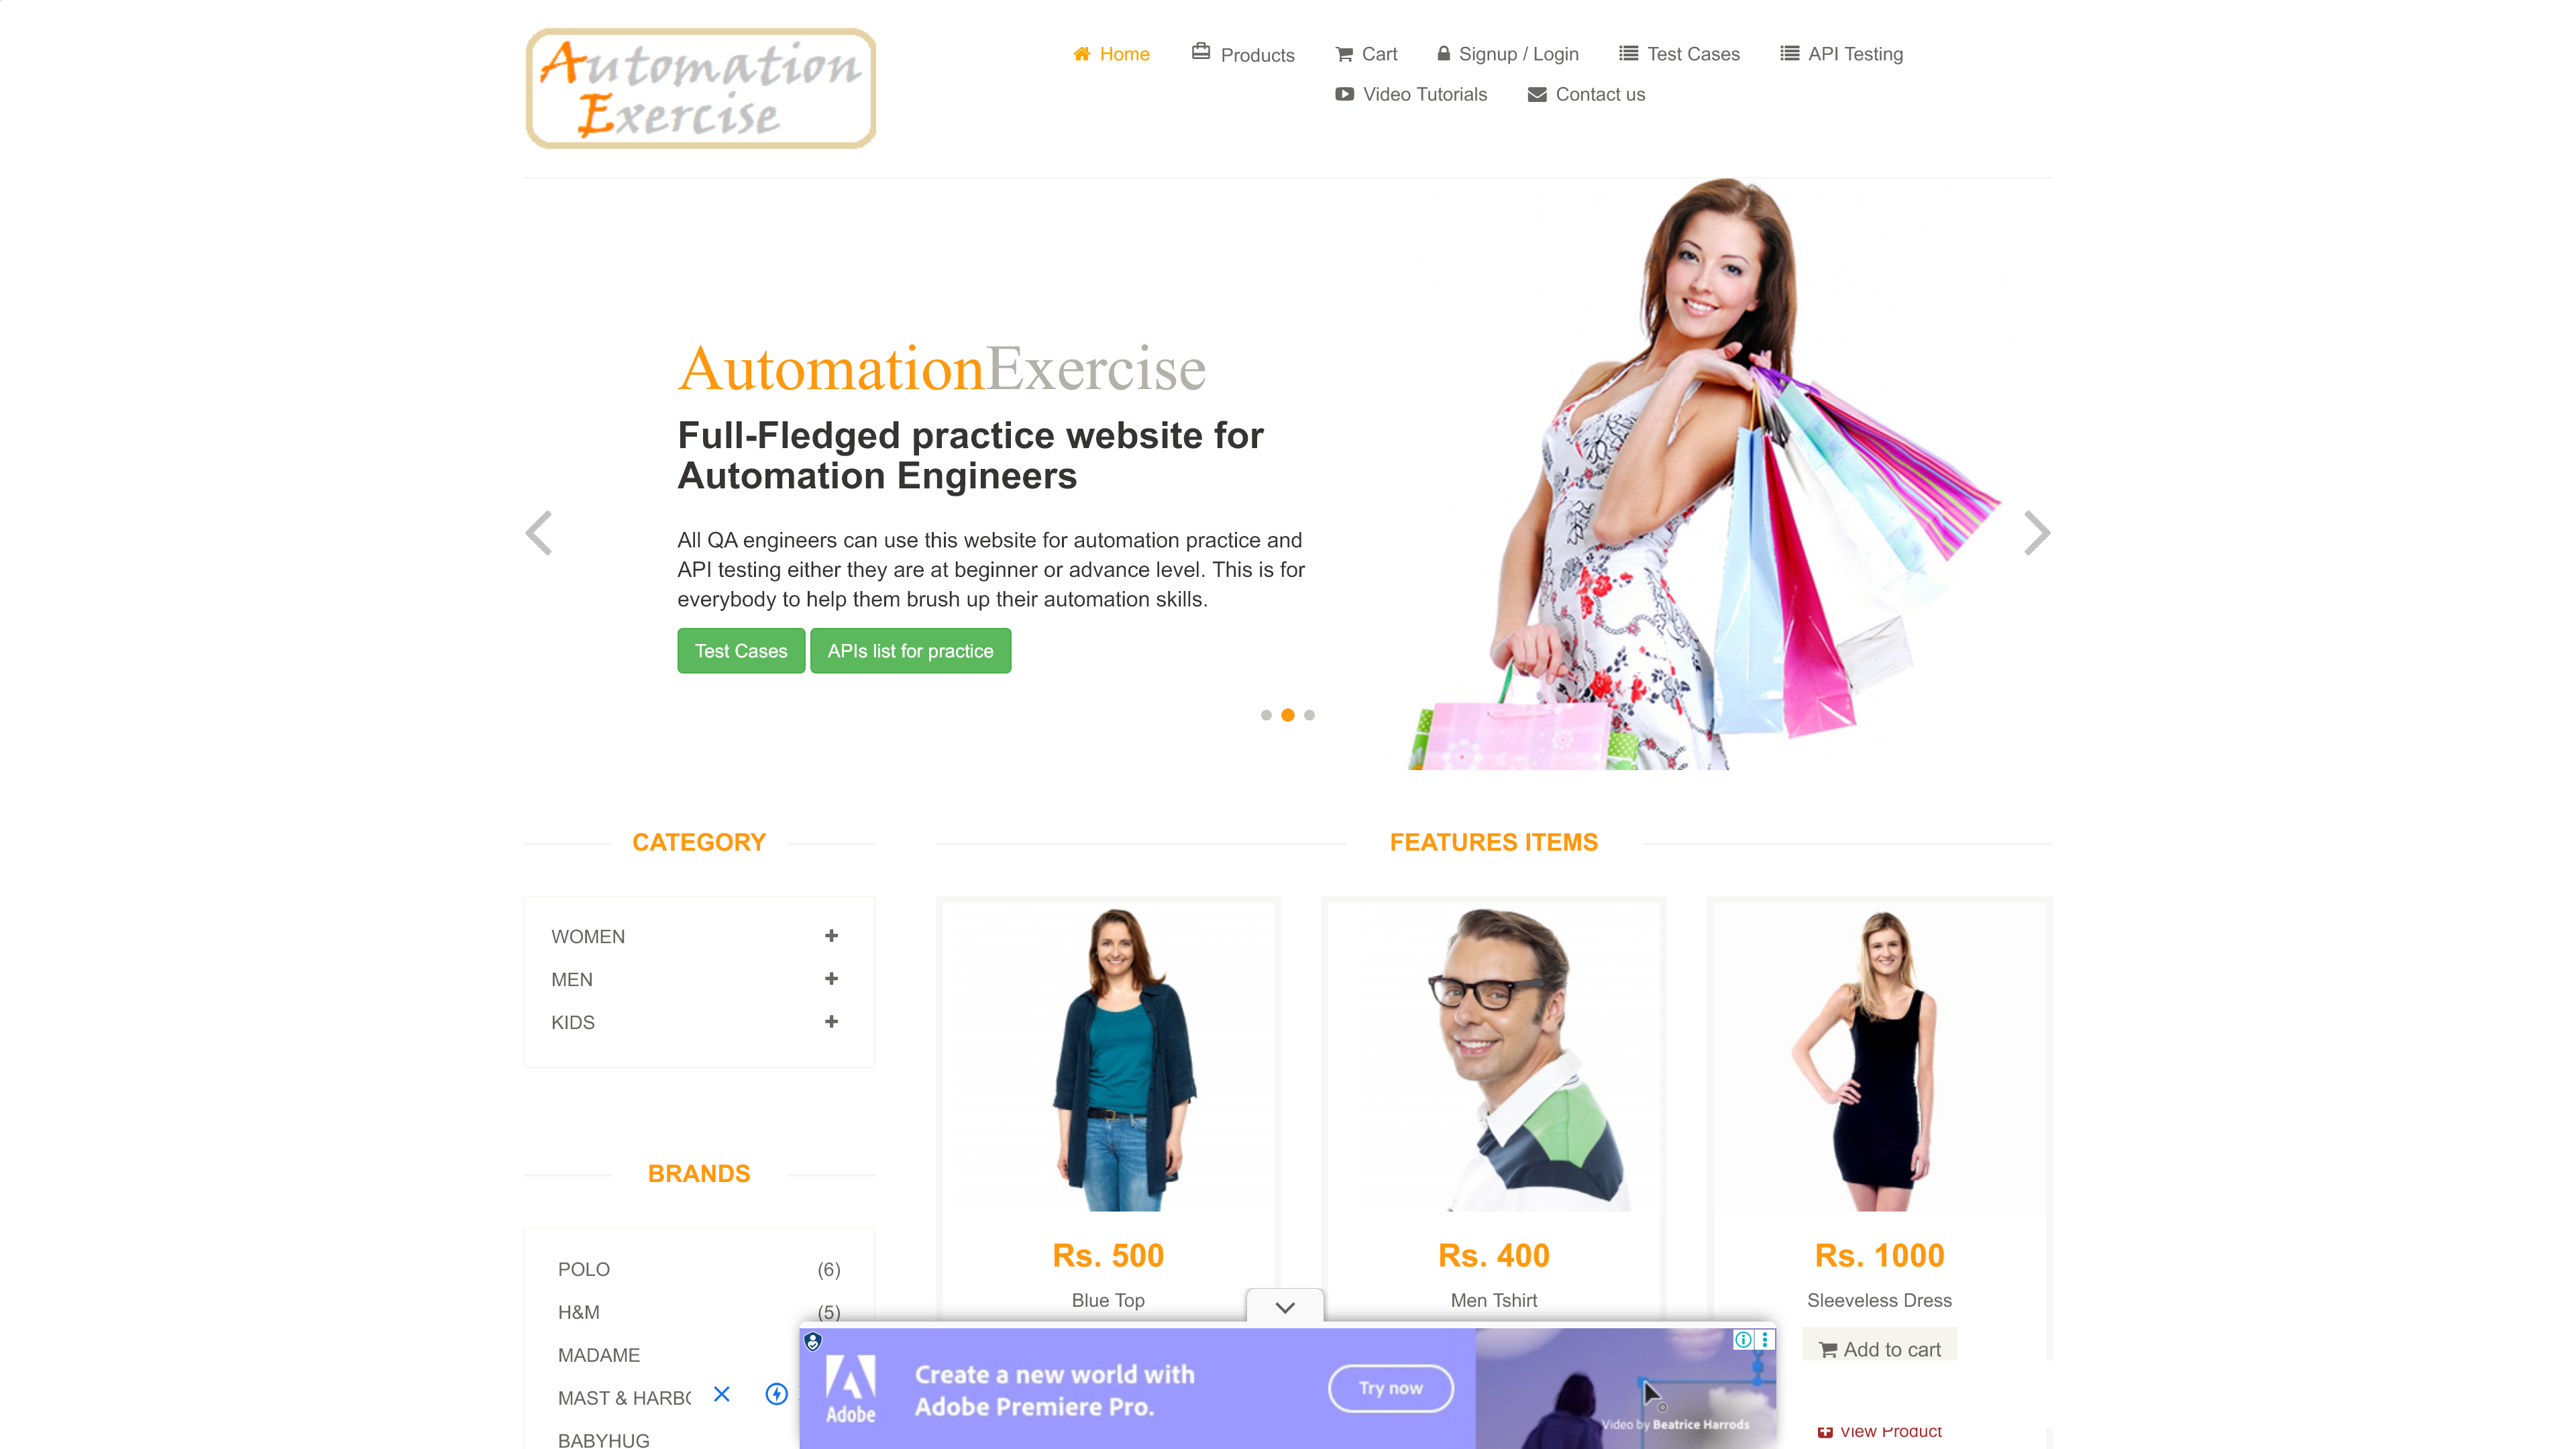 Automation
Exercise
Home
Products
Cart
Signup / Login
Test Cases
API Testing
Video Tutorials
Contact us
AutomationExercise
Full-Fledged practice website for
Automation Engineers
All QA engineers can use this website for automation practice and
API testing either they are at beginner or advance level. This is for
everybody to help them brush up their automation skills.
Test Cases
APIs list for practice
CATEGORY
WOMEN
MEN
KIDS
BRANDS
POLO (6)
H&M (5)
MADAME
MAST & HARBO
BABYHUG
FEATURES ITEMS
Rs. 500
Blue Top
Rs. 400
Men Tshirt
Rs. 1000
Sleeveless Dress
Add to cart
View Product
Adobe
Create a new world with
Adobe Premiere Pro.
Try now
Video by Beatrice Harrods